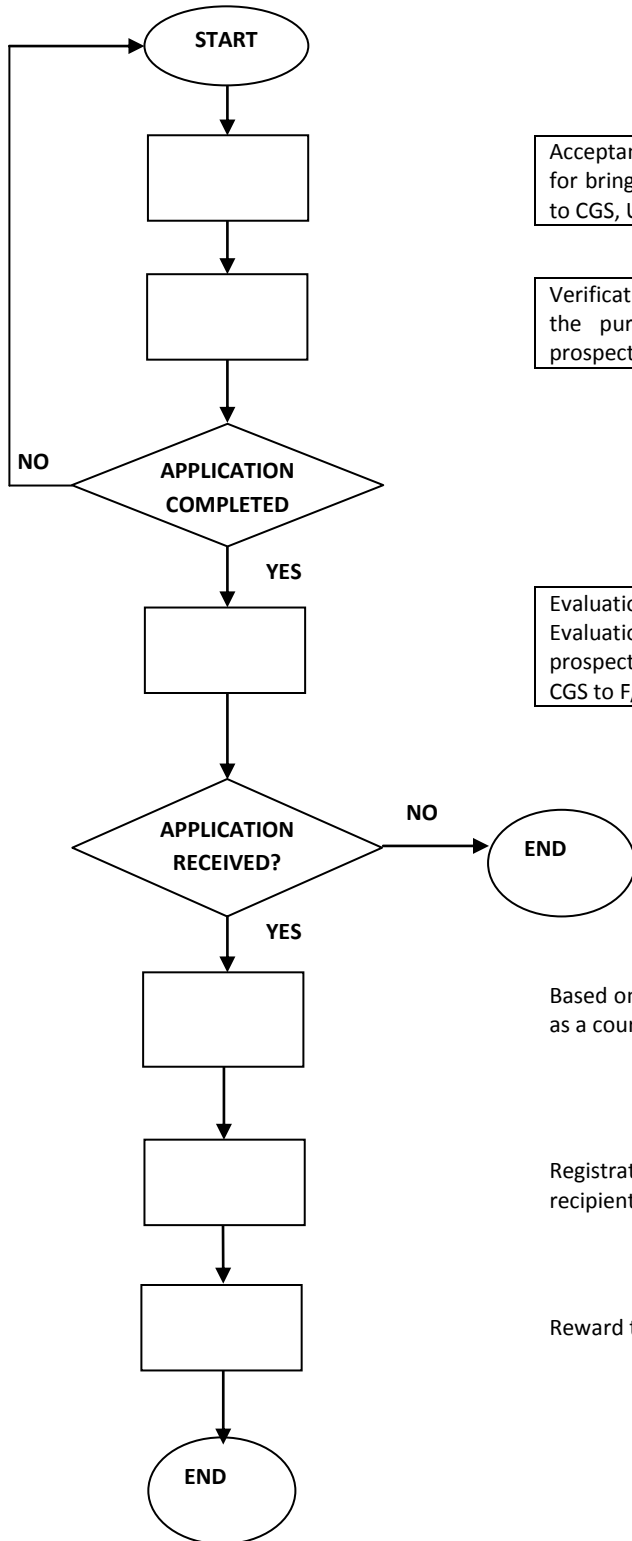 START
Acceptan
for bring
to CGS, U
Verificat
the pur
prospect
NO
APPLICATION
COMPLETED
YES
Evaluatio
Evaluatio
prospect
CGS to F
APPLICATION
RECEIVED?
NO
END
YES
Based on
as a cour
Registrat
recipient
Reward t
END